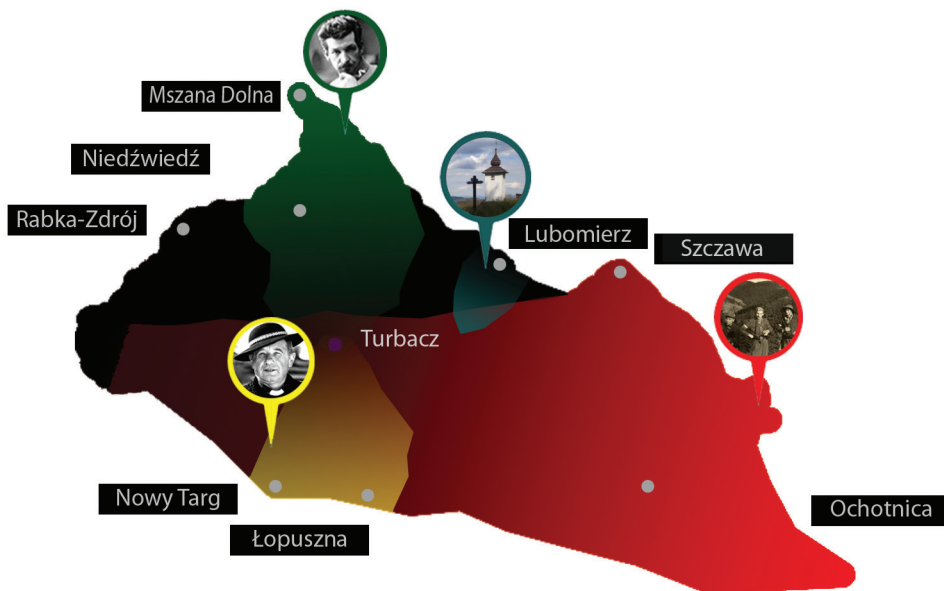 Mszana Dolna
Niedźwiedź
Rabka-Zdrój
Lubomierz
Szczawa
Turbacz
Nowy Targ
Łopuszna
Ochotnica